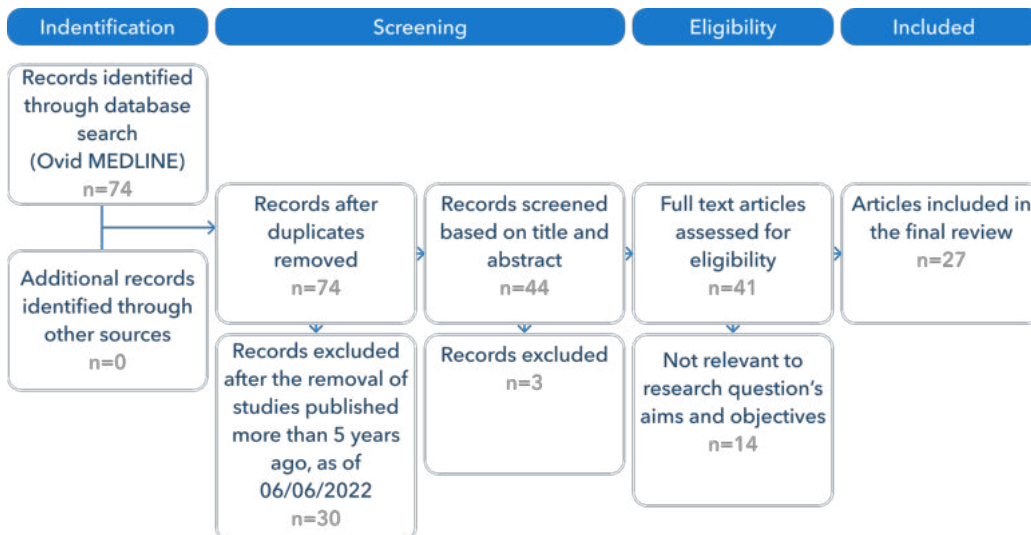 Indentification
Screening
Eligibility
Included
Records identified
through database
search
(Ovid MEDLINE)
n=74
Additional records
identified through
other sources
n=0
Records after
duplicates
removed
n=74
Records excluded
after the removal of
studies published
more than 5 years
ago, as of
06/06/2022
n=30
Records screened
based on title and
abstract
n=44
Records excluded
n=3
Full text articles
assessed for
eligibility
n=41
Not relevant to
research question's
aims and objectives
n=14
Articles included in
the final review
n=27